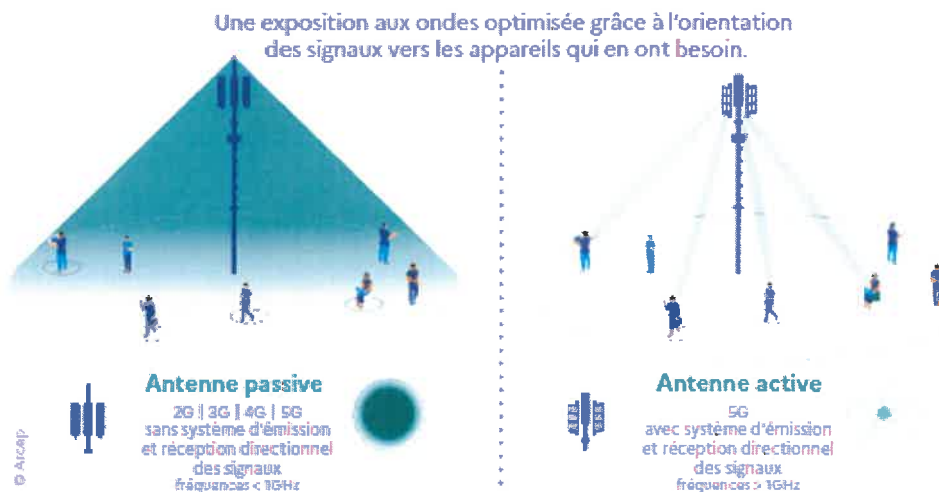 Une exposition aux ondes optimisée grâce à l'orientation
des signaux vers les appareils qui en ont besoin.
Antenne passive
2G | 3G | 4G | 5G
sans système d'émission
et réception directionnel
des signaux
fréquences < 1GHz
Antenne active
5G
avec système d'émission
et réception directionnel
des signaux
fréquences > 1GHz
© Arcep